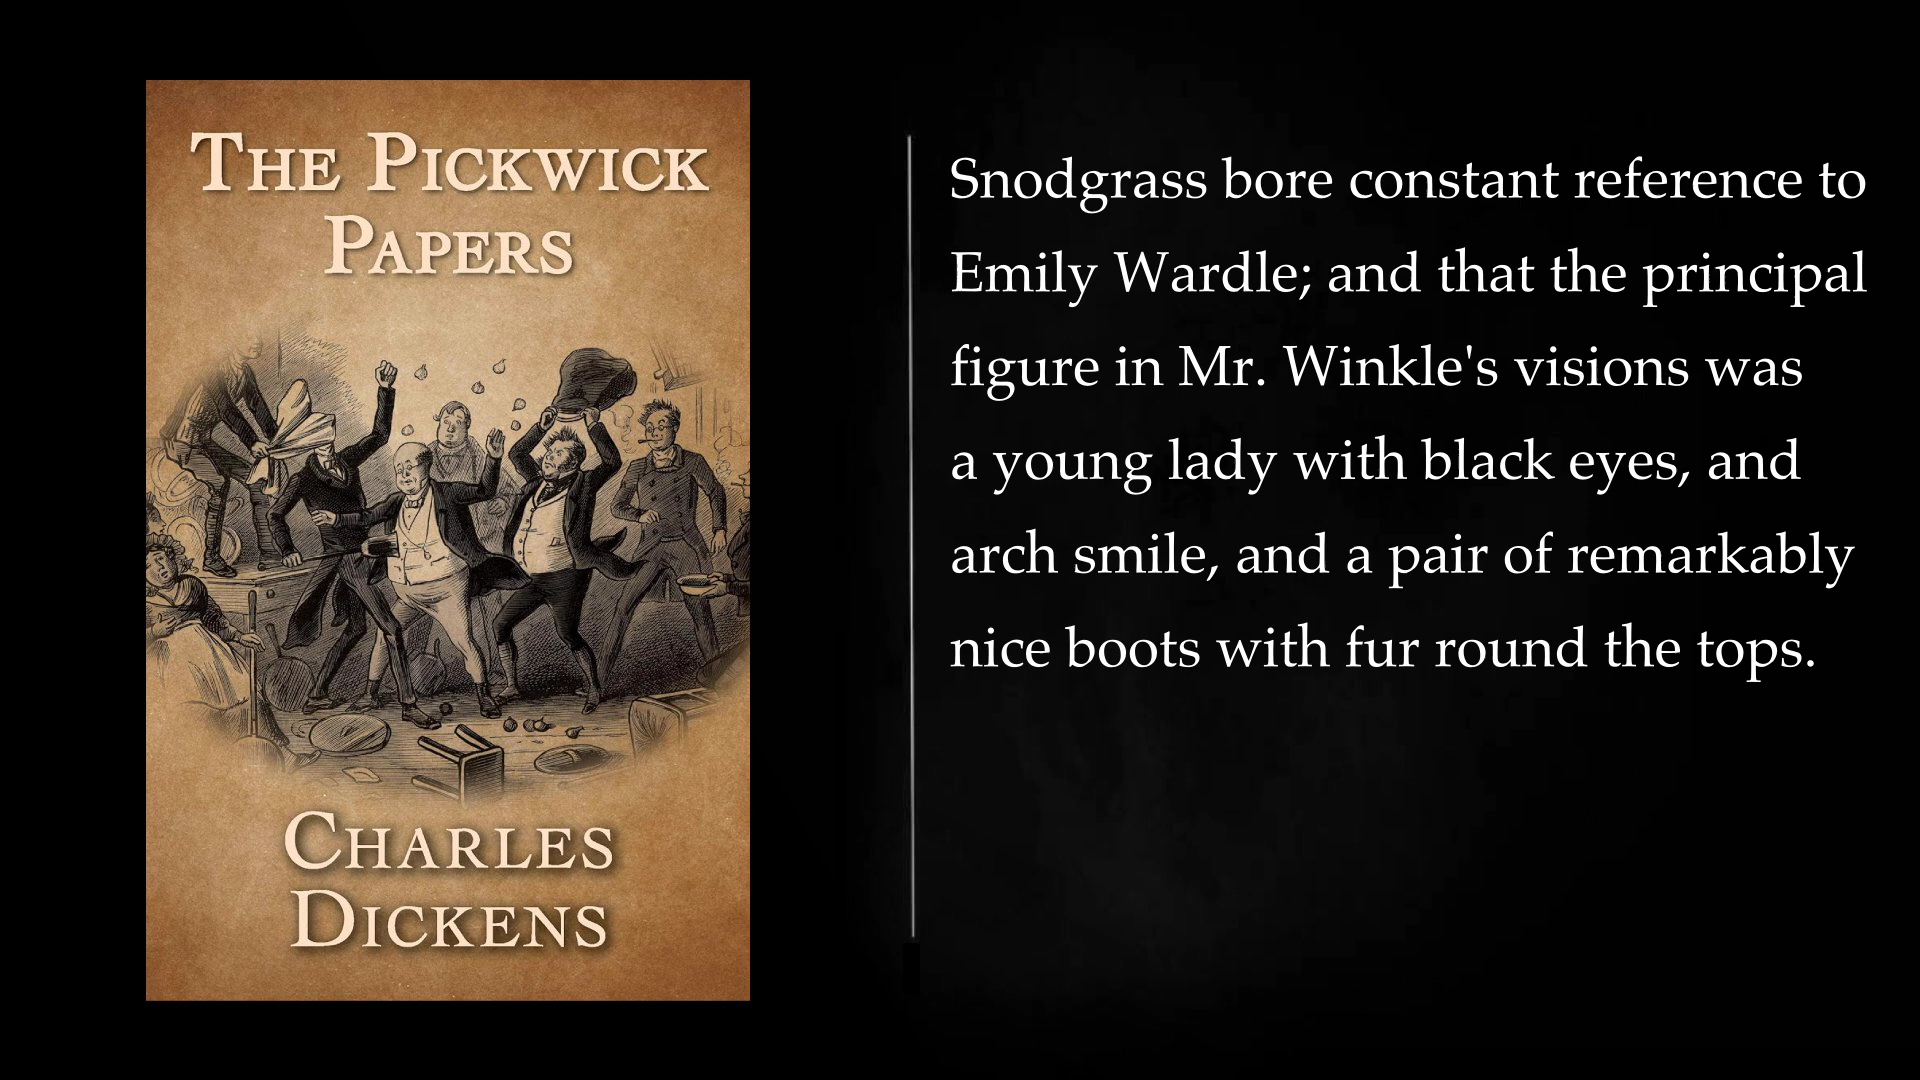 The Pickwick
Papers
Charles
Dickens
Snodgrass bore constant reference to
Emily Wardle; and that the principal
figure in Mr. Winkle's visions was
a young lady with black eyes, and
arch smile, and a pair of remarkably
nice boots with fur round the tops.